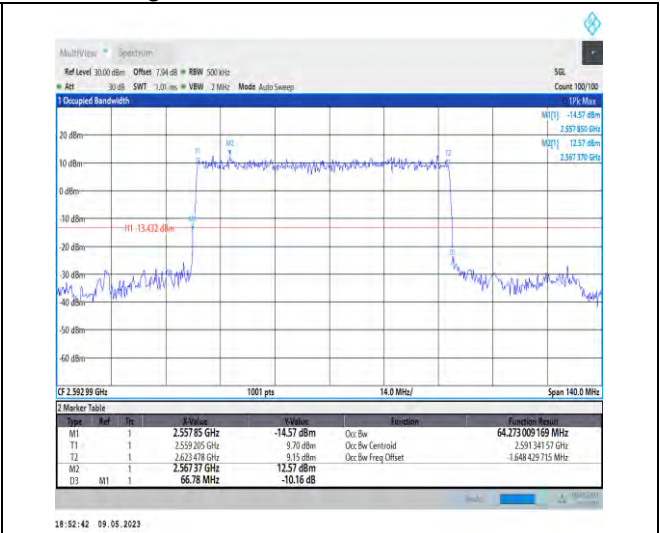 MultiView Spectrum
Ref Level 30.00 dBm Offset 7.94 dB RBW 500 kHz SGL
Att 30 dB SWT 1.01 ms VBW 2 MHz Mode Auto Sweep Count 100/100
1 Occupied Bandwidth 1Pk Max
M1[1] -14.57 dBm
2.557 850 GHz
M2[1] 12.57 dBm
2.567 370 GHz
20 dBm
M2
T1 T2
10 dBm
0 dBm
-10 dBm
M1
H1 -13.432 dBm
-20 dBm
D3
-30 dBm
-40 dBm
-50 dBm
-60 dBm
CF 2.592 99 GHz 1001 pts 14.0 MHz/ Span 140.0 MHz
2 Marker Table
Type Ref Trc X-Value Y-Value Function Function Result
M1 1 2.557 85 GHz -14.57 dBm Occ Bw 64.273 009 169 MHz
T1 1 2.559 205 GHz 9.70 dBm Occ Bw Centroid 2.591 341 57 GHz
T2 1 2.623 478 GHz 9.15 dBm Occ Bw Freq Offset -1.648 429 715 MHz
M2 1 2.567 37 GHz 12.57 dBm
D3 M1 1 66.78 MHz -10.16 dB
18:52:42 09.05.2023